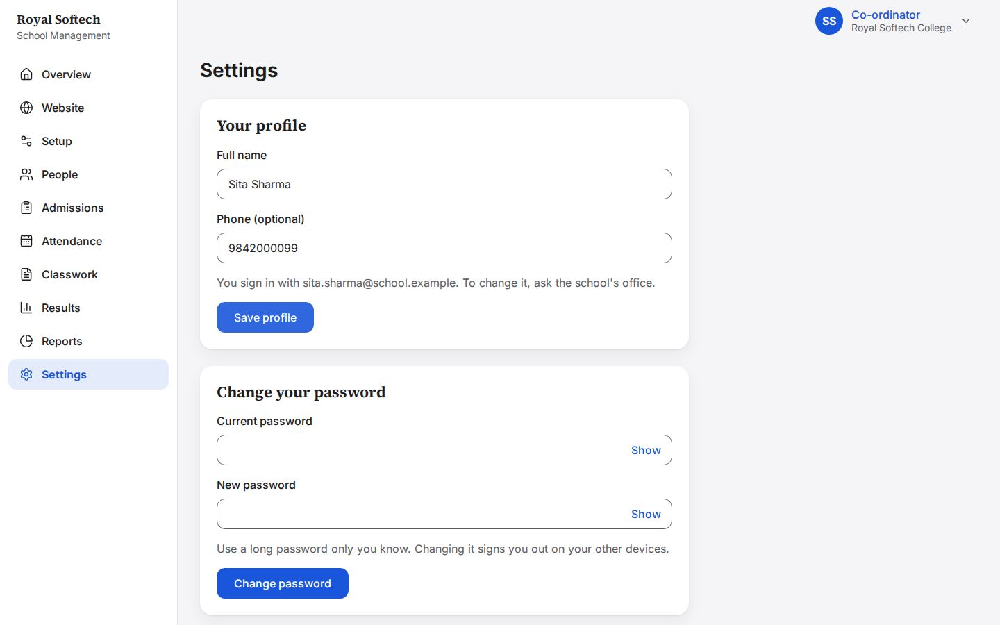 Royal Softech
School Management
Overview
Website
Setup
People
Admissions
Attendance
Classwork
Results
Reports
Settings
SS
Co-ordinator
Royal Softech College
Settings
Your profile
Full name
Sita Sharma
Phone (optional)
9842000099
You sign in with sita.sharma@school.example. To change it, ask the school's office.
Save profile
Change your password
Current password
Show
New password
Show
Use a long password only you know. Changing it signs you out on your other devices.
Change password